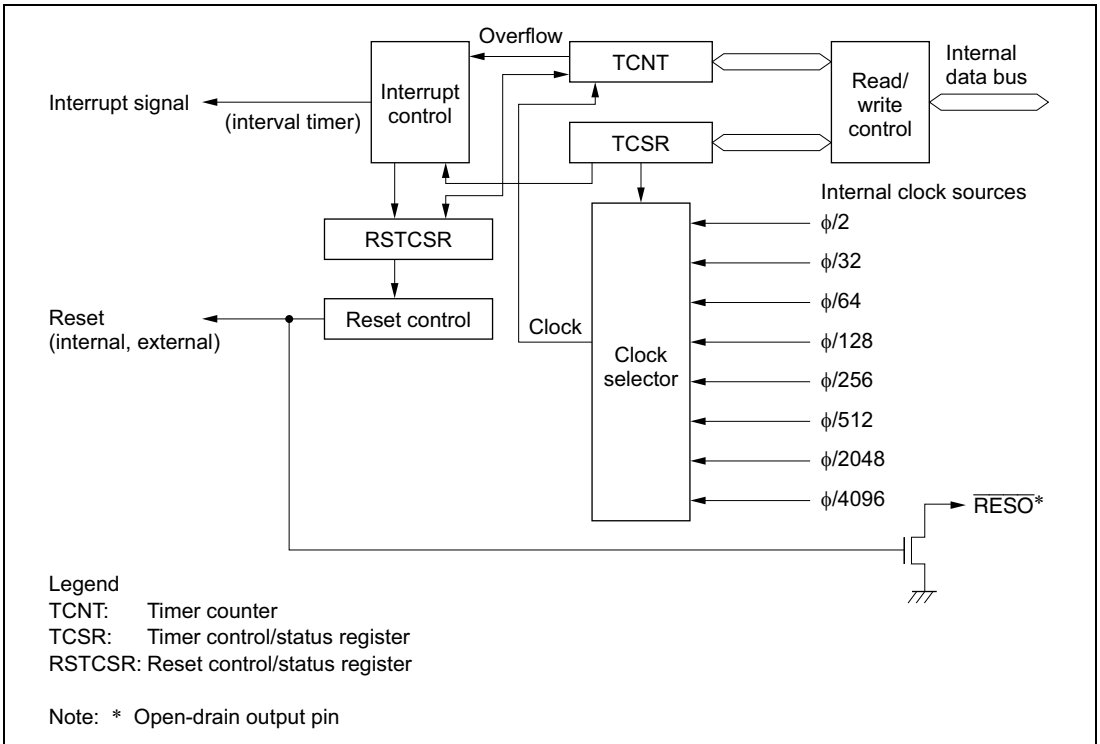 Overflow
TCNT
Internal
data bus
Read/
write
control
Interrupt
control
Interrupt signal
(interval timer)
TCSR
Internal clock sources
ϕ/2
RSTCSR
ϕ/32
ϕ/64
Reset
(internal, external)
Reset control
Clock
ϕ/128
Clock
selector
ϕ/256
ϕ/512
ϕ/2048
ϕ/4096
RESO*
Legend
TCNT: Timer counter
TCSR: Timer control/status register
RSTCSR: Reset control/status register
Note: * Open-drain output pin